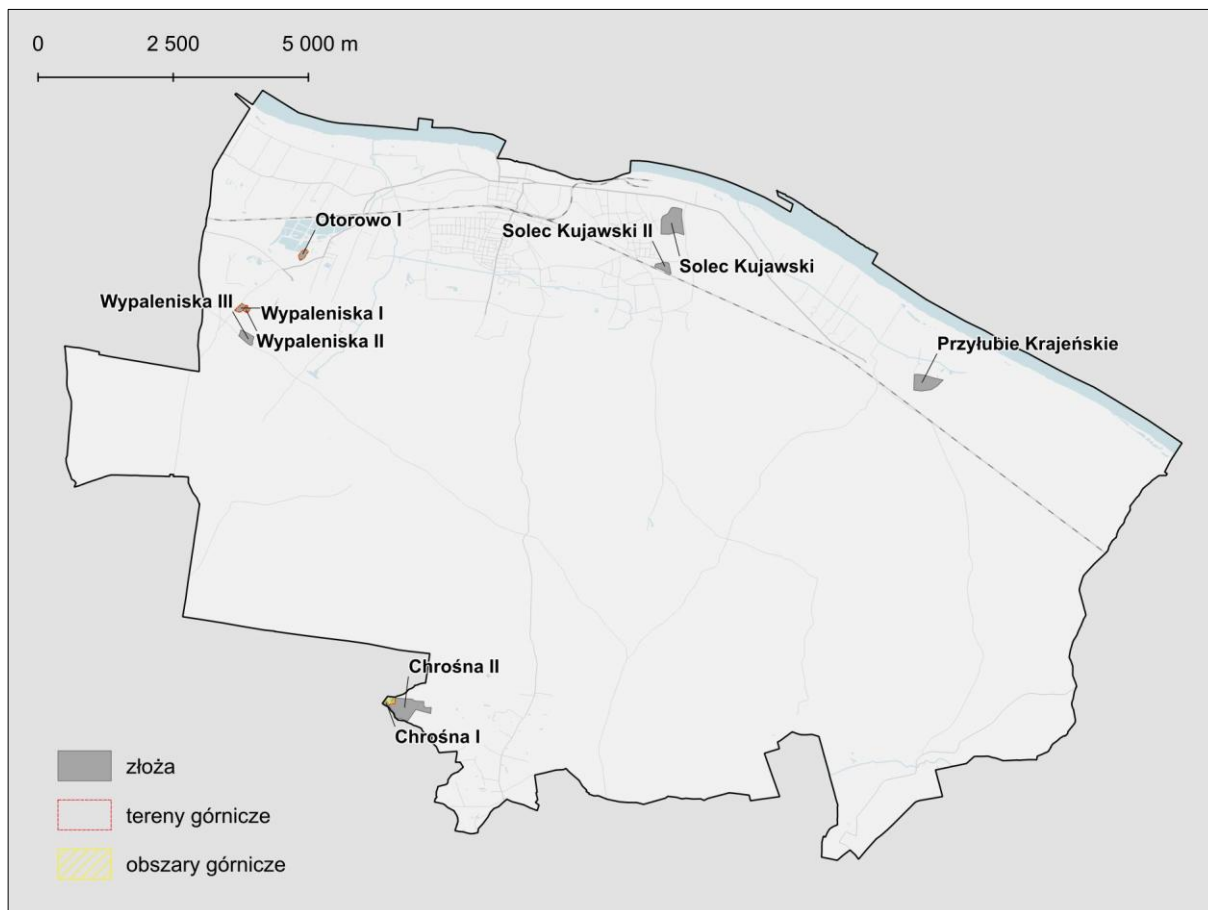 0 2 500 5 000 m
Otorowo I
Solec Kujawski II
Solec Kujawski
Wypaleniska III
Wypaleniska I
Wypaleniska II
Przyłubie Krajeńskie
Chrośna II
Chrośna I
złoża
tereny górnicze
obszary górnicze